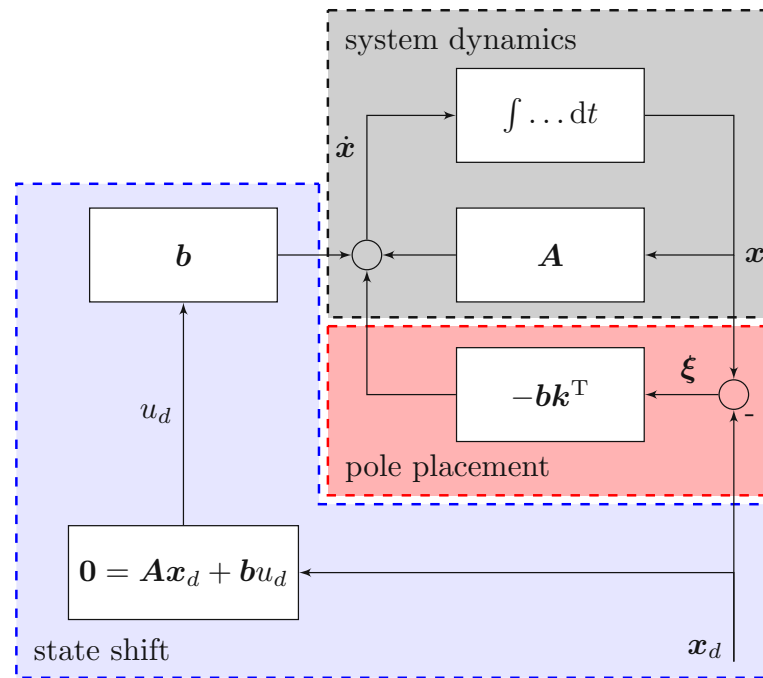 system dynamics
∫ … dt
ẋ
b
A
x
−bkᵀ
ξ
-
pole placement
u_d
0 = Ax_d + bu_d
x_d
state shift